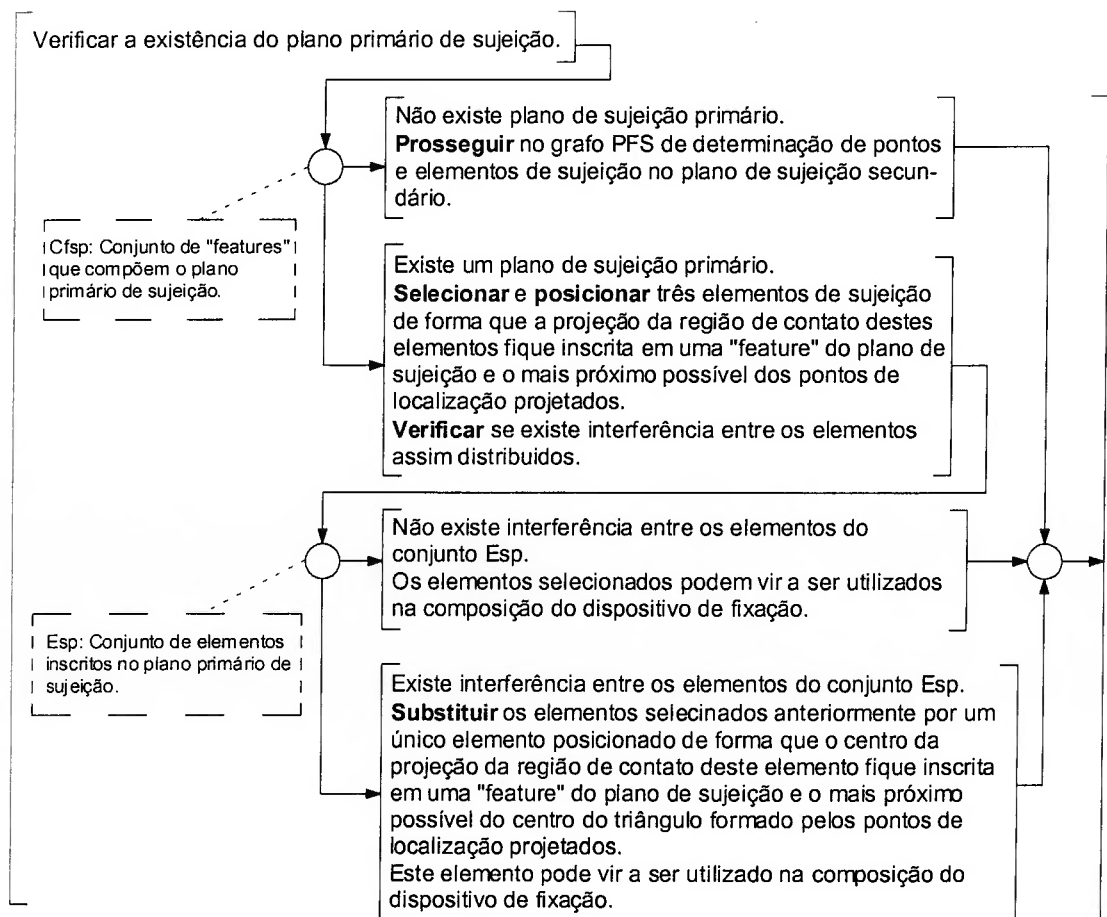 Verificar a existência do plano primário de sujeição.
Não existe plano de sujeição primário.
Prosseguir no grafo PFS de determinação de pontos
e elementos de sujeição no plano de sujeição secun-
dário.
Cfsp: Conjunto de "features"
que compõem o plano
primário de sujeição.
Existe um plano de sujeição primário.
Selecionar e posicionar três elementos de sujeição
de forma que a projeção da região de contato destes
elementos fique inscrita em uma "feature" do plano de
sujeição e o mais próximo possível dos pontos de
localização projetados.
Verificar se existe interferência entre os elementos
assim distribuidos.
Não existe interferência entre os elementos do
conjunto Esp.
Os elementos selecionados podem vir a ser utilizados
na composição do dispositivo de fixação.
Esp: Conjunto de elementos
inscritos no plano primário de
sujeição.
Existe interferência entre os elementos do conjunto Esp.
Substituir os elementos selecinados anteriormente por um
único elemento posicionado de forma que o centro da
projeção da região de contato deste elemento fique inscrita
em uma "feature" do plano de sujeição e o mais próximo
possível do centro do triângulo formado pelos pontos de
localização projetados.
Este elemento pode vir a ser utilizado na composição do
dispositivo de fixação.